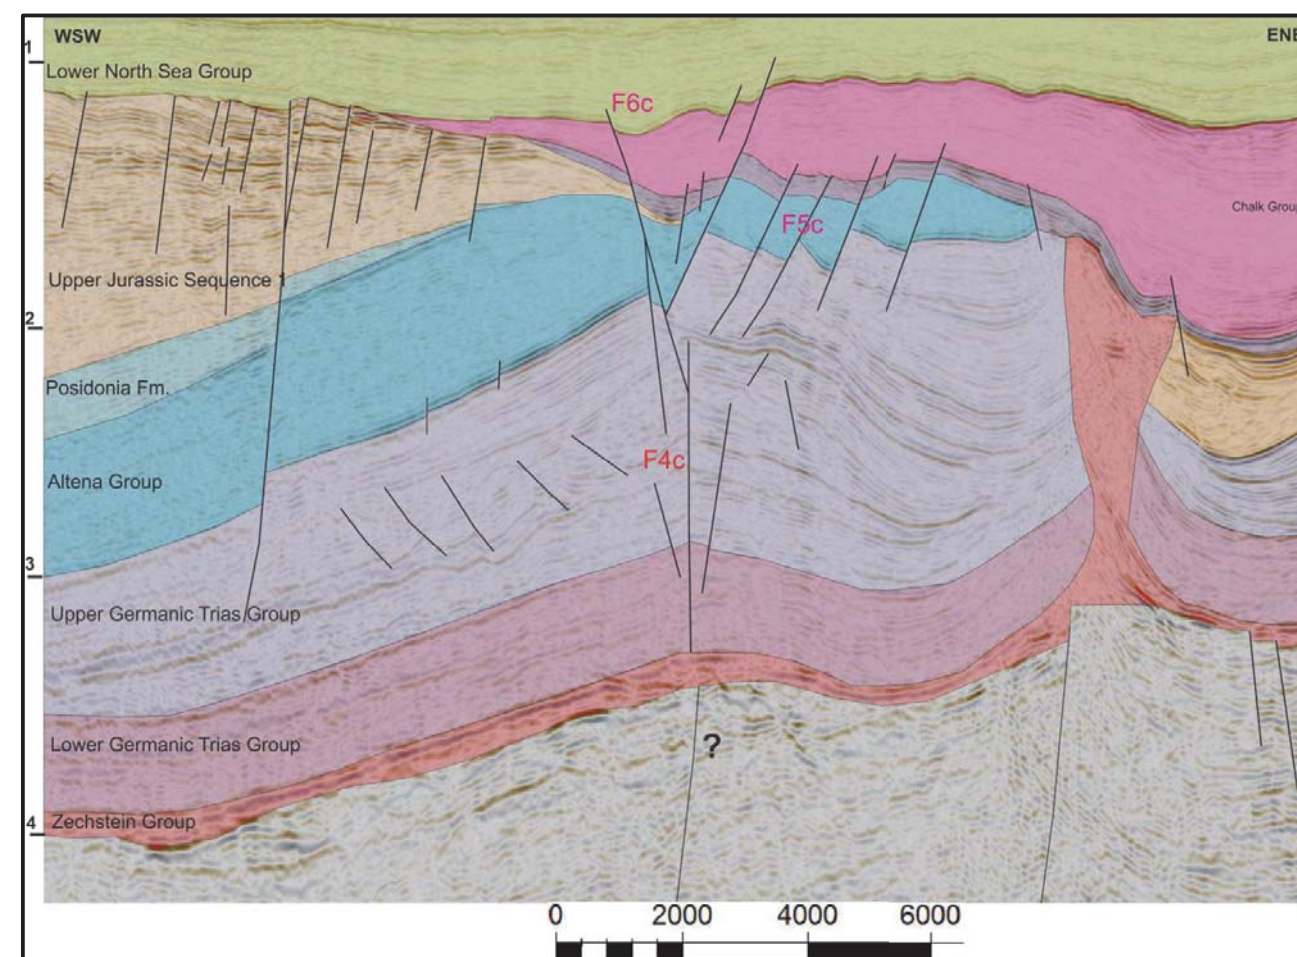 WSW
ENE
1
Lower North Sea Group
F6c
Chalk Group
F5c
Upper Jurassic Sequence 1
2
Posidonia Fm.
F4c
Altena Group
3
Upper Germanic Trias Group
Lower Germanic Trias Group
?
Zechstein Group
4
0 2000 4000 6000